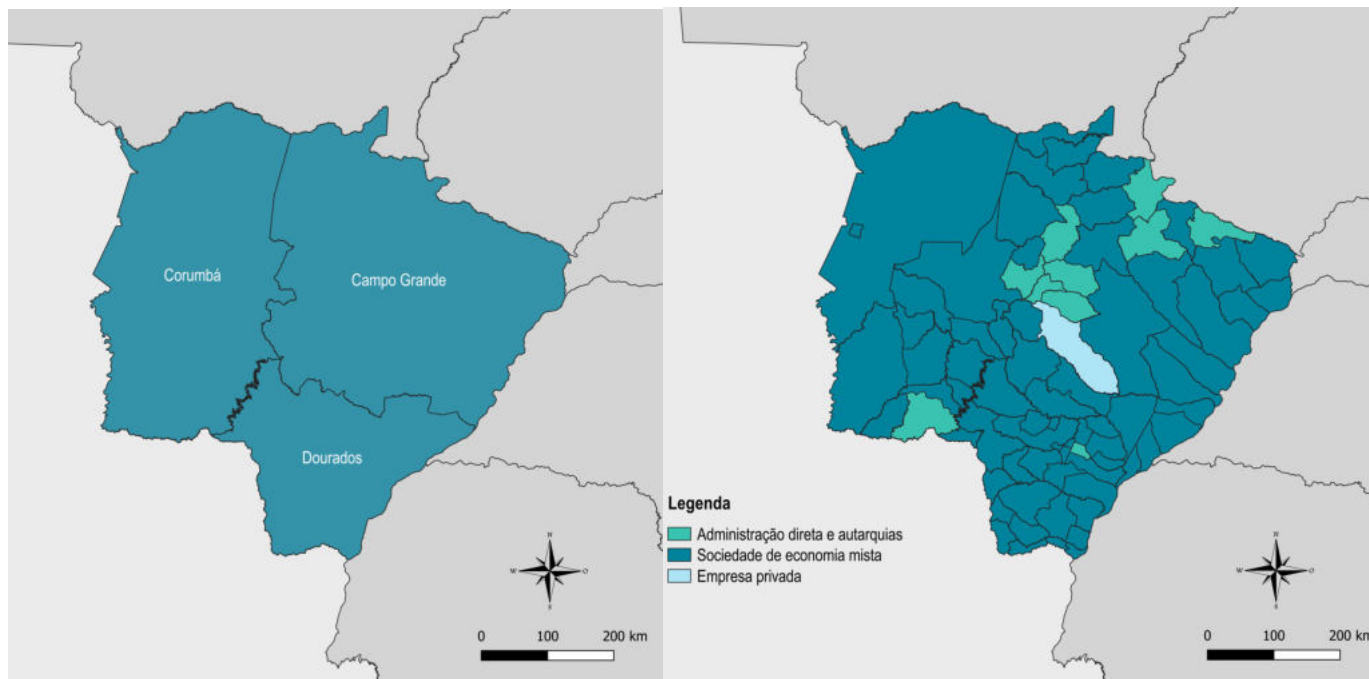 Corumbá
Campo Grande
Dourados
N
W
O
S
0
100
200 km
Legenda
Administração direta e autarquias
Sociedade de economia mista
Empresa privada
N
W
O
S
0
100
200 km